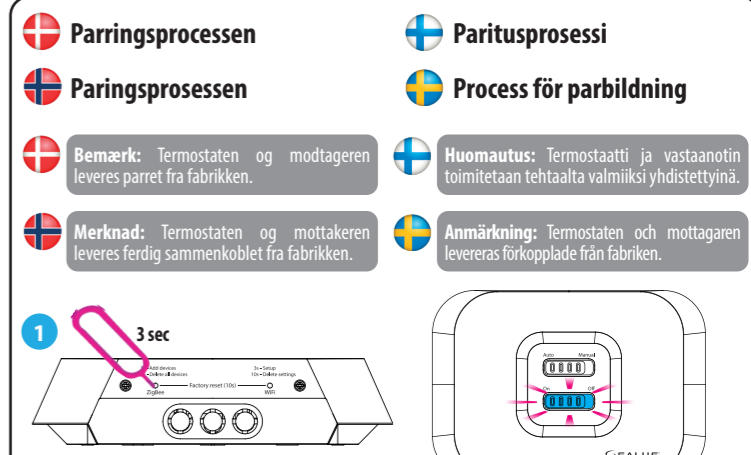 Parringsprocessen
Paritusprosessi
Paringsprosessen
Process för parbildning
Bemærk: Termostaten og modtageren
leveres parret fra fabrikken.
Huomautus: Termostaatti ja vastaanotin
toimitetaan tehtaalta valmiiksi yhdistettyinä.
Merknad: Termostaten og mottakeren
leveres ferdig sammenkoblet fra fabrikken.
Anmärkning: Termostaten och mottagaren
levereras förkopplade från fabriken.
1
3 sec
Add devices
Delete all devices
3s – Setup
10s – Delete settings
Factory reset (10s)
ZigBee
WiFi
Auto Manual
On Off